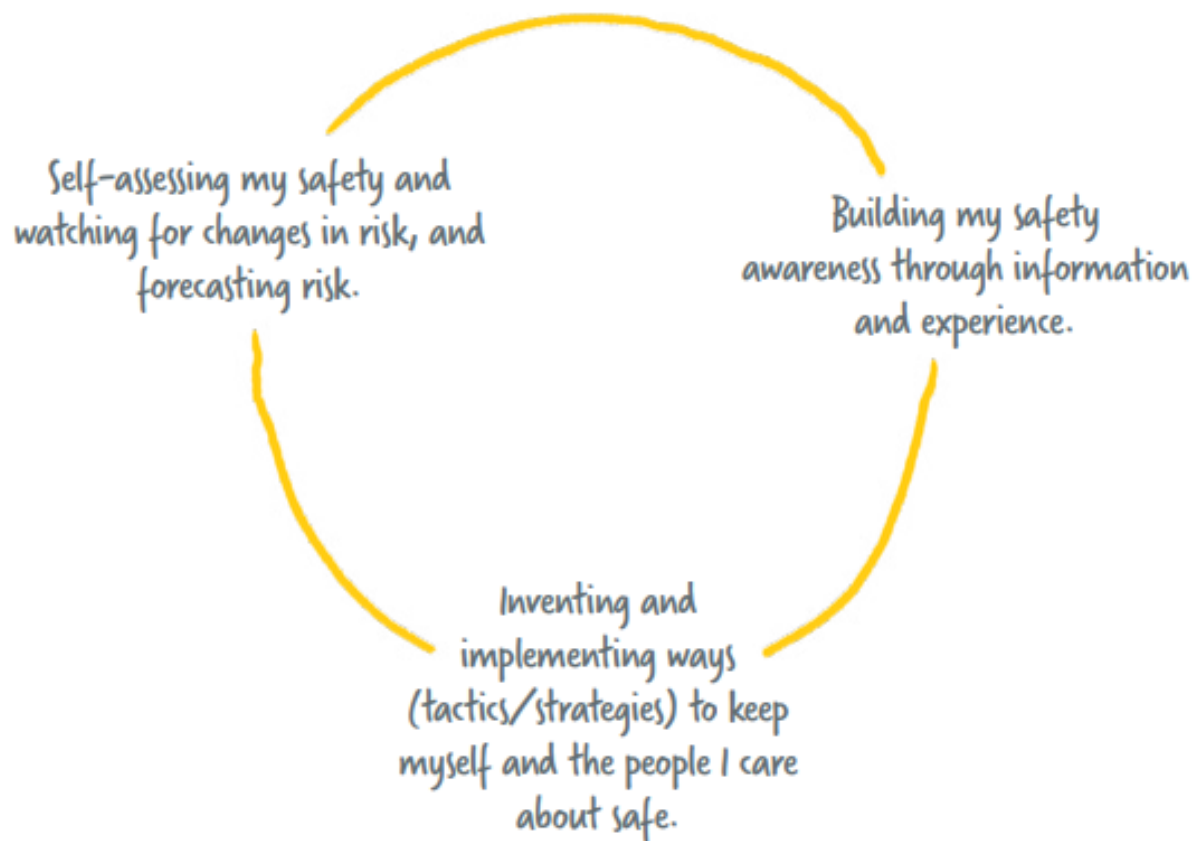 Self-assessing my safety and
watching for changes in risk, and
forecasting risk.
Building my safety
awareness through information
and experience.
Inventing and
implementing ways
(tactics/strategies) to keep
myself and the people I care
about safe.